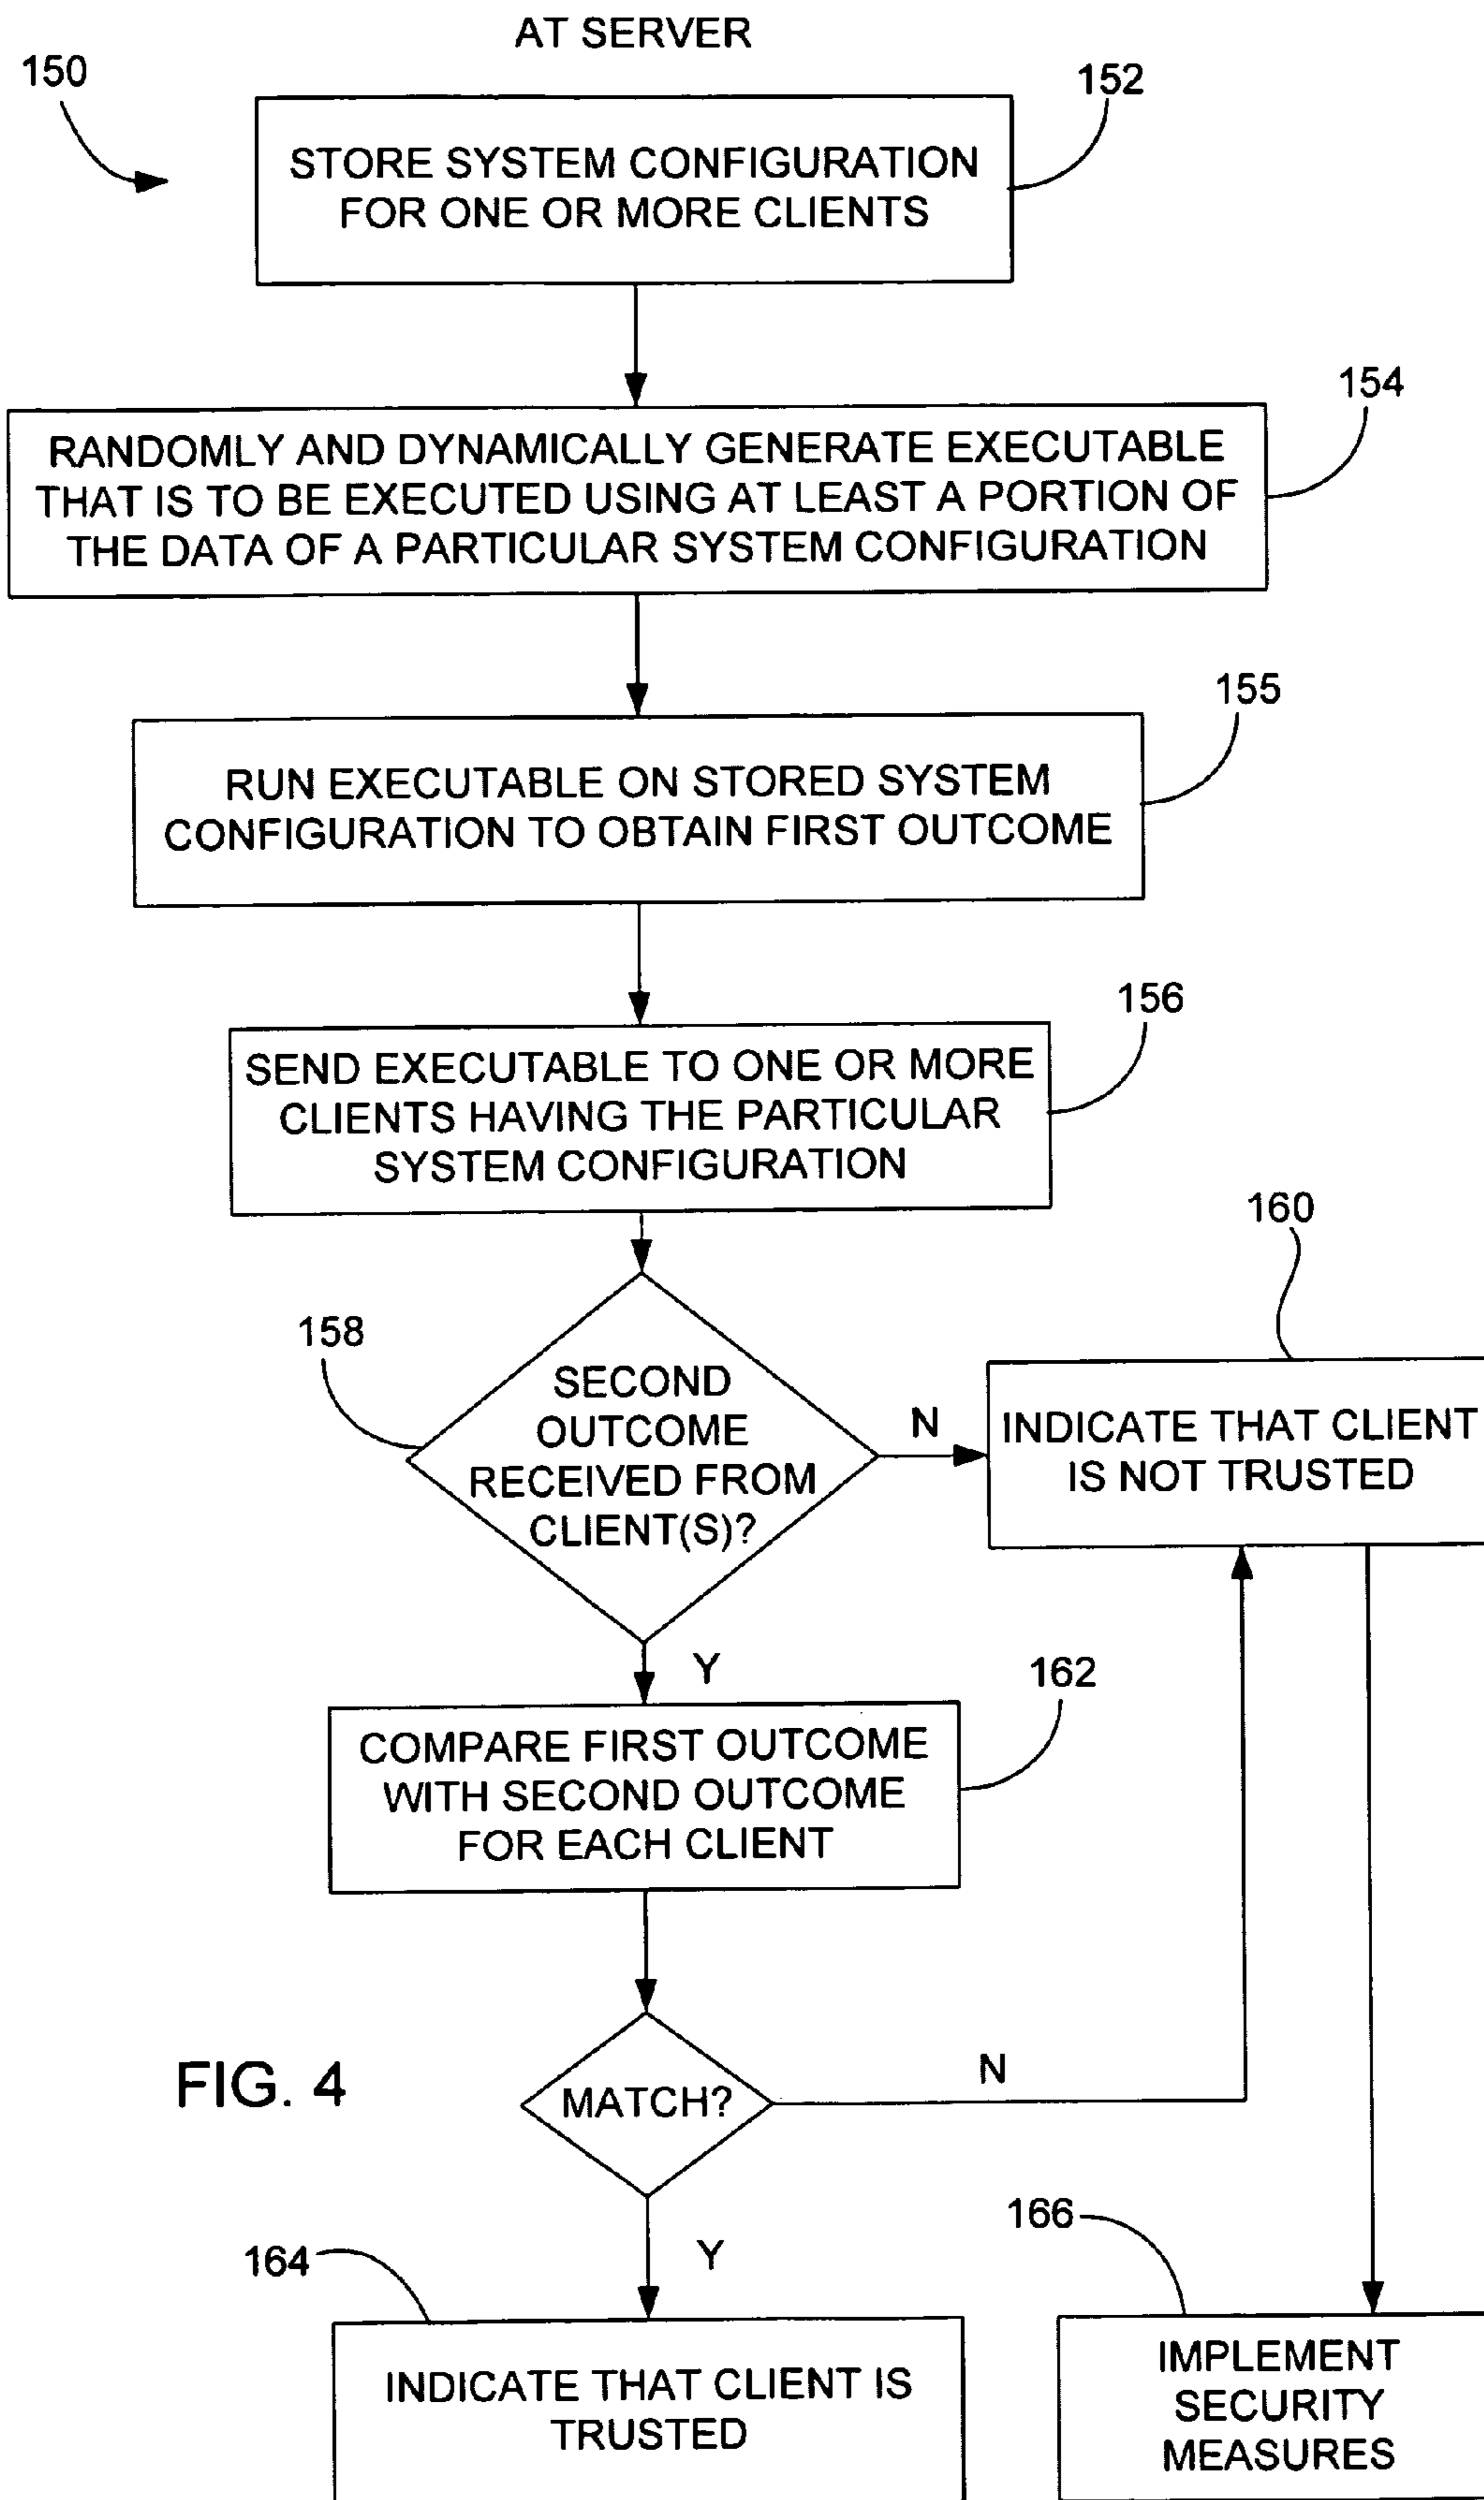 AT SERVER
150
152
STORE SYSTEM CONFIGURATION
FOR ONE OR MORE CLIENTS
154
RANDOMLY AND DYNAMICALLY GENERATE EXECUTABLE
THAT IS TO BE EXECUTED USING AT LEAST A PORTION OF
THE DATA OF A PARTICULAR SYSTEM CONFIGURATION
155
RUN EXECUTABLE ON STORED SYSTEM
CONFIGURATION TO OBTAIN FIRST OUTCOME
156
SEND EXECUTABLE TO ONE OR MORE
CLIENTS HAVING THE PARTICULAR
SYSTEM CONFIGURATION
158
SECOND
OUTCOME
RECEIVED FROM
CLIENT(S)?
N
160
INDICATE THAT CLIENT
IS NOT TRUSTED
Y
162
COMPARE FIRST OUTCOME
WITH SECOND OUTCOME
FOR EACH CLIENT
FIG. 4
MATCH?
N
Y
164
INDICATE THAT CLIENT IS
TRUSTED
166
IMPLEMENT
SECURITY
MEASURES